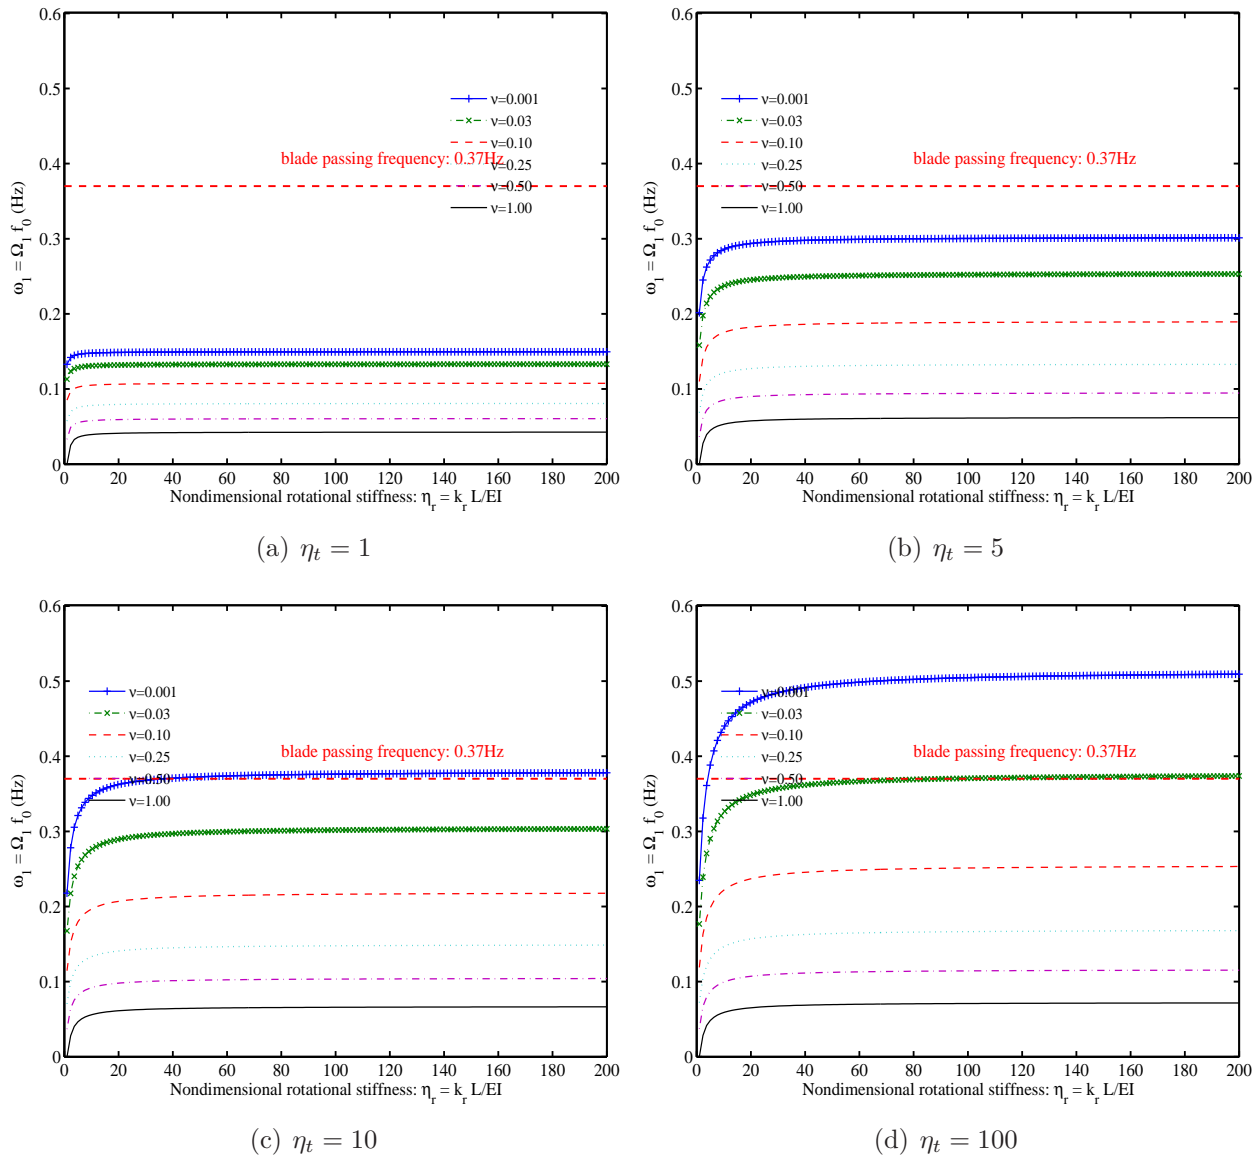 0.6
0.5
0.4
0.3
0.2
0.1
0
ω1 = Ω1 f0 (Hz)
ν=0.001
ν=0.03
ν=0.10
blade passing frequency: 0.37Hz
ν=0.25
ν=0.50
ν=1.00
0 20 40 60 80 100 120 140 160 180 200
Nondimensional rotational stiffness: ηr = kr L/EI
(a) ηt = 1
0.6
0.5
0.4
0.3
0.2
0.1
0
ω1 = Ω1 f0 (Hz)
ν=0.001
ν=0.03
ν=0.10
blade passing frequency: 0.37Hz
ν=0.25
ν=0.50
ν=1.00
0 20 40 60 80 100 120 140 160 180 200
Nondimensional rotational stiffness: ηr = kr L/EI
(b) ηt = 5
0.6
0.5
0.4
0.3
0.2
0.1
0
ω1 = Ω1 f0 (Hz)
ν=0.001
ν=0.03
ν=0.10
blade passing frequency: 0.37Hz
ν=0.25
ν=0.50
ν=1.00
0 20 40 60 80 100 120 140 160 180 200
Nondimensional rotational stiffness: ηr = kr L/EI
(c) ηt = 10
0.6
0.5
0.4
0.3
0.2
0.1
0
ω1 = Ω1 f0 (Hz)
ν=0.001
ν=0.03
ν=0.10
blade passing frequency: 0.37Hz
ν=0.25
ν=0.50
ν=1.00
0 20 40 60 80 100 120 140 160 180 200
Nondimensional rotational stiffness: ηr = kr L/EI
(d) ηt = 100